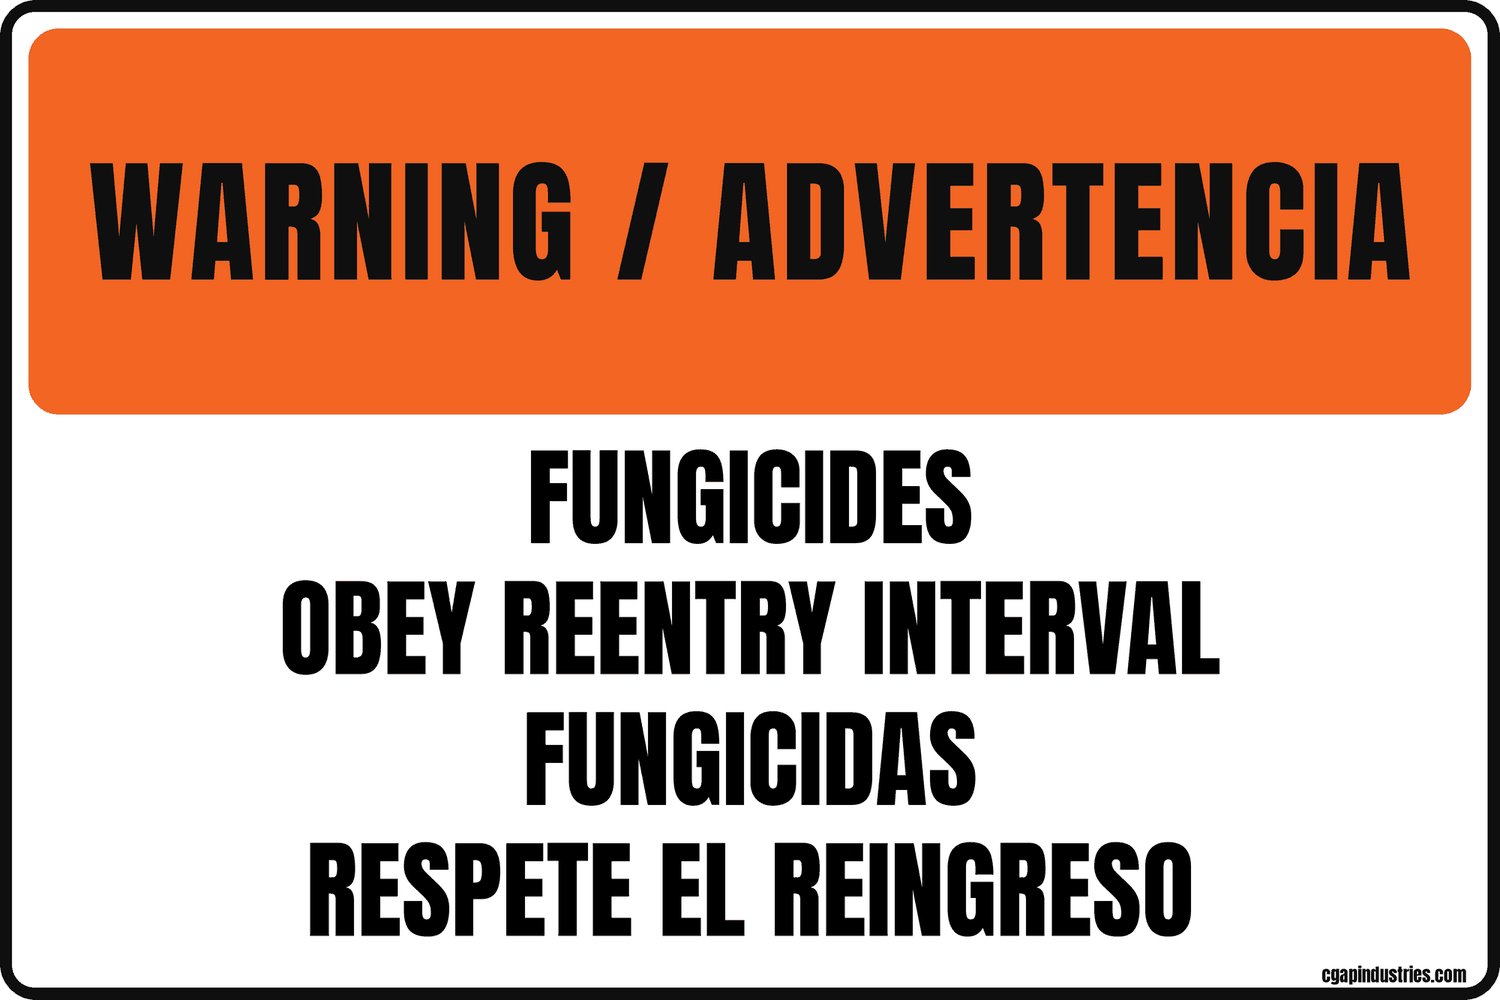 WARNING / ADVERTENCIA
FUNGICIDES
OBEY REENTRY INTERVAL
FUNGICIDAS
RESPETE EL REINGRESO
cgapindustries.com